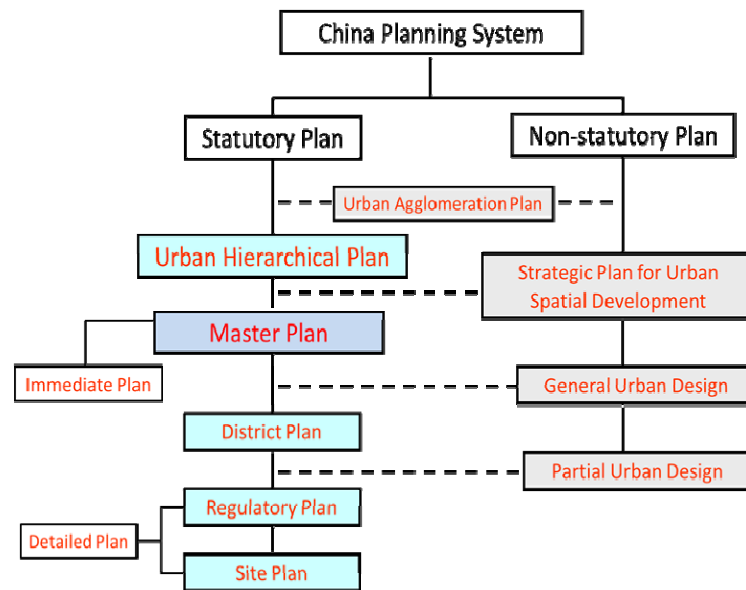 China Planning System
Statutory Plan
Non-statutory Plan
Urban Agglomeration Plan
Urban Hierarchical Plan
Strategic Plan for Urban
Spatial Development
Master Plan
Immediate Plan
General Urban Design
District Plan
Partial Urban Design
Regulatory Plan
Detailed Plan
Site Plan